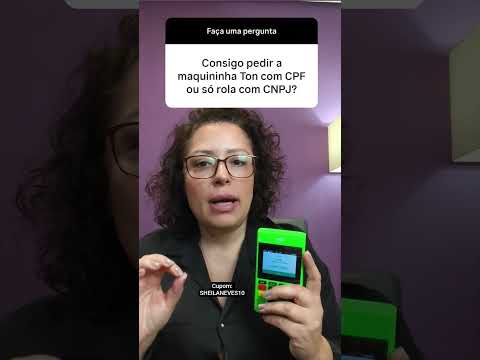 Faça uma pergunta
Consigo pedir a
maquininha Ton com CPF
ou só rola com CNPJ?
Cupom:
SHEILANEVES10